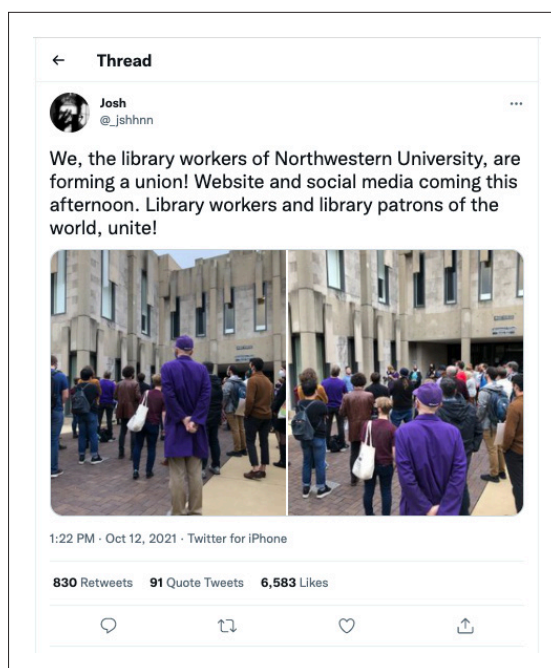 Thread
Josh
@_jshhnn
We, the library workers of Northwestern University, are
forming a union! Website and social media coming this
afternoon. Library workers and library patrons of the
world, unite!
1:22 PM · Oct 12, 2021 · Twitter for iPhone
830 Retweets 91 Quote Tweets 6,583 Likes